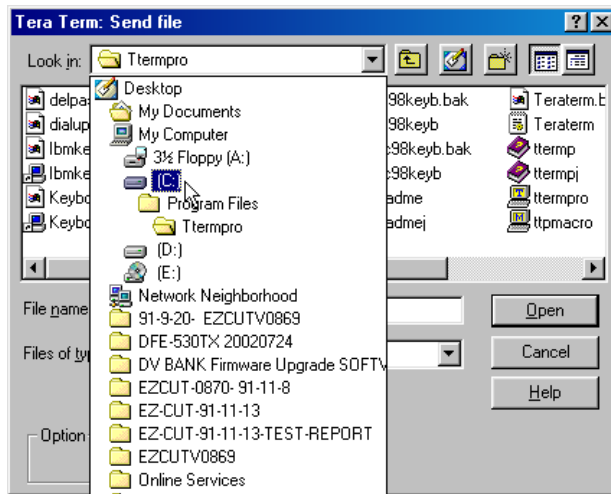 Tera Term: Send file
Look in: Ttermpro
Desktop
My Documents
My Computer
3½ Floppy (A:)
(C:)
Program Files
Ttermpro
(D:)
(E:)
Network Neighborhood
91-9-20- EZCUTV0869
DFE-530TX 20020724
DV BANK Firmware Upgrade SOFTV
EZCUT-0870- 91-11-8
EZ-CUT-91-11-13
EZ-CUT-91-11-13-TEST-REPORT
EZCUTV0869
Online Services
delpa
dialup
Ibmke
Ibmke
Keybo
Keybo
98keyb.bak
98keyb
98keyb.bak
98keyb
adme
admej
Teraterm.
Teraterm
ttermp
ttermpj
ttermpro
ttpmacro
File name
Files of ty
Open
Cancel
Help
Option